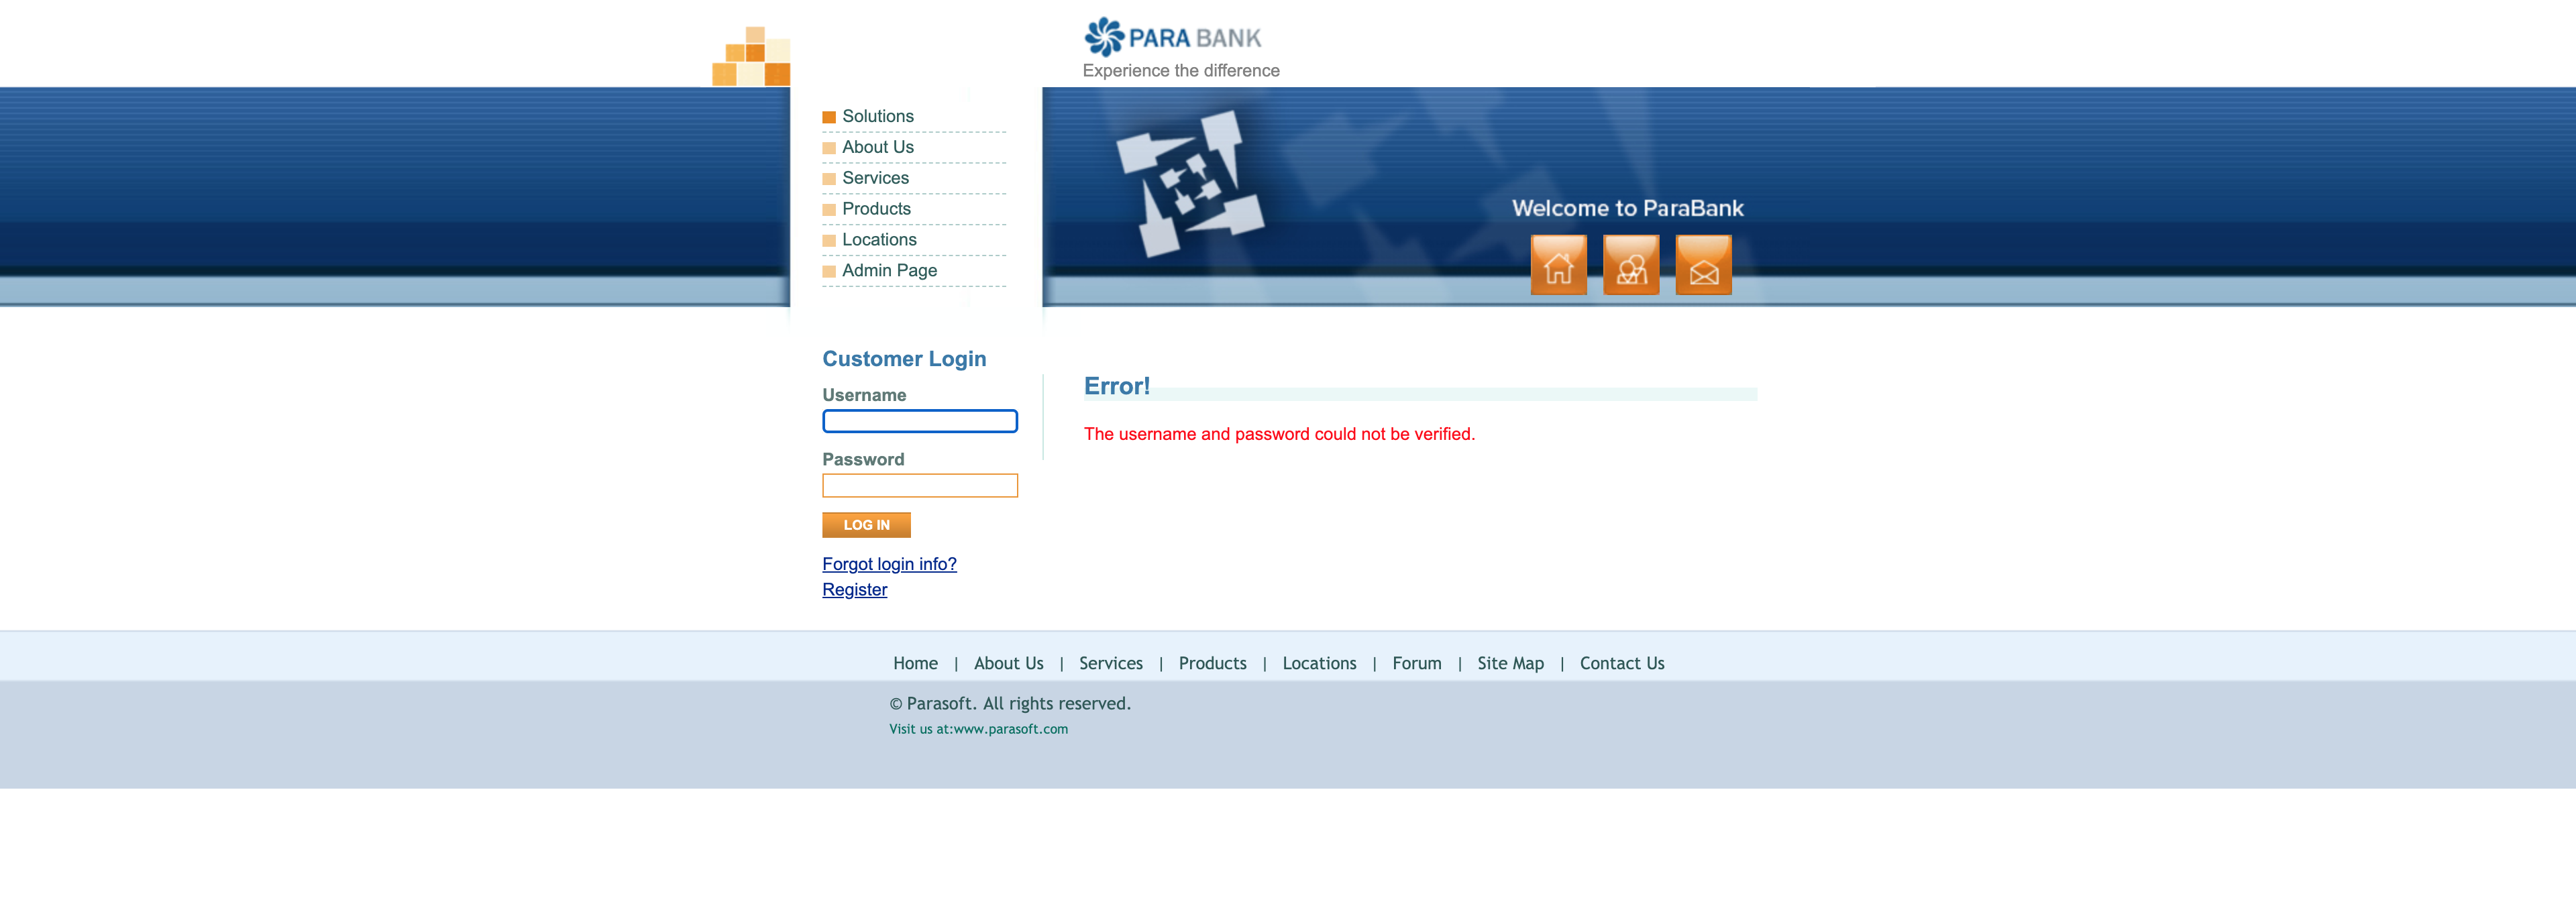 PARA BANK
Experience the difference
Solutions
About Us
Services
Products
Locations
Admin Page
Welcome to ParaBank
Customer Login
Username
Password
LOG IN
Forgot login info?
Register
Error!
The username and password could not be verified.
Home | About Us | Services | Products | Locations | Forum | Site Map | Contact Us
© Parasoft. All rights reserved.
Visit us at:www.parasoft.com